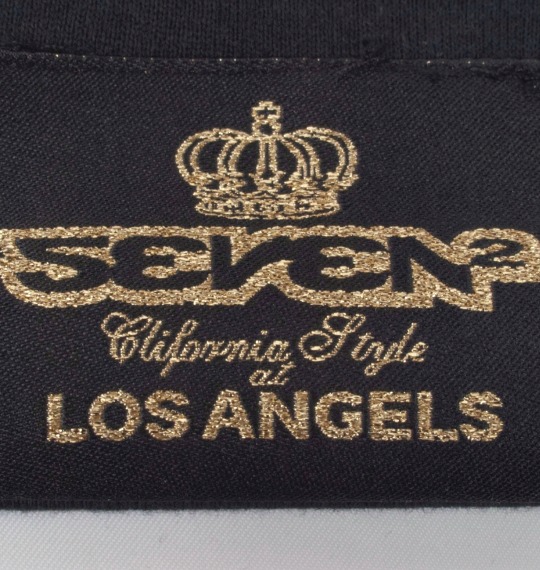 SEVEN²
Clifornia Style
at
LOS ANGELS